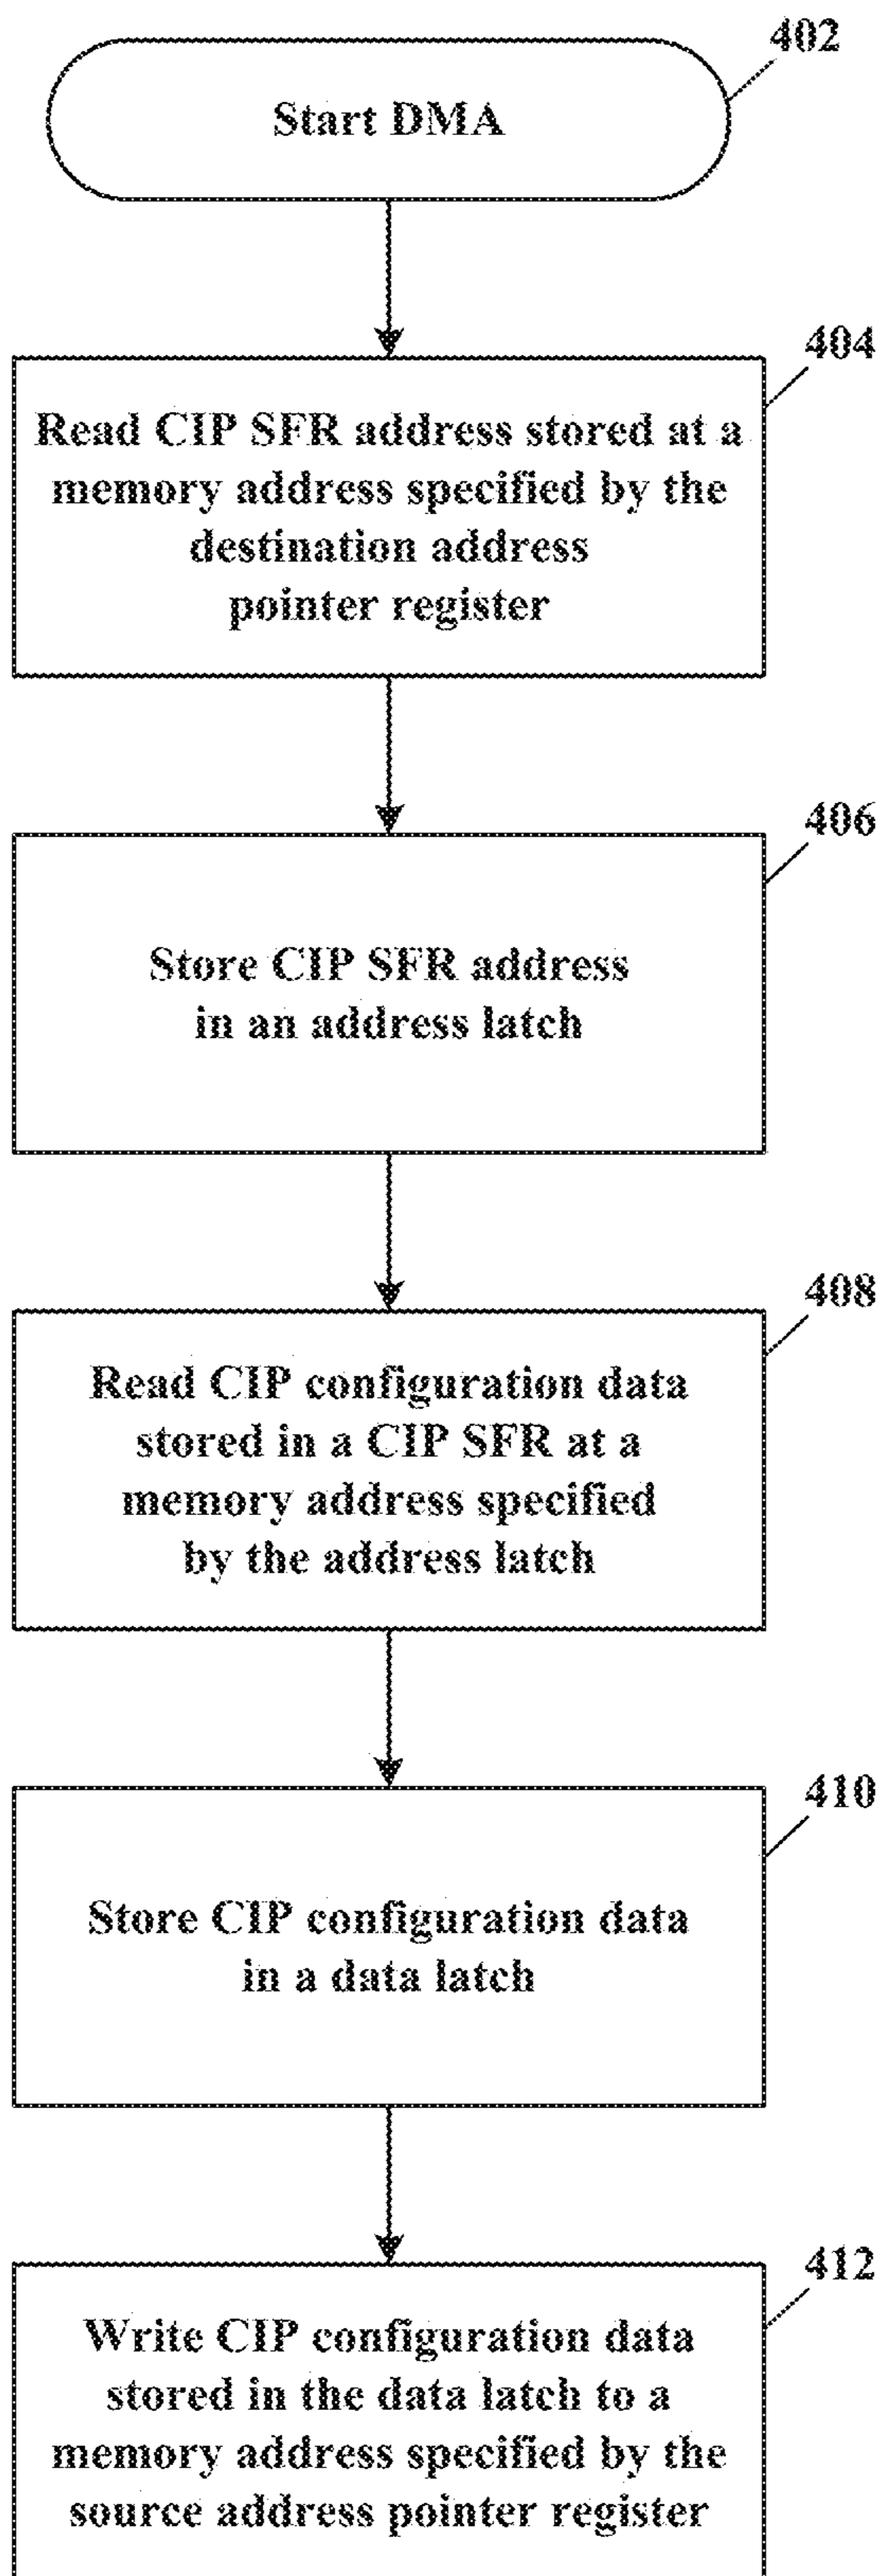 402
Start DMA
404
Read CIP SFR address stored at a
memory address specified by the
destination address
pointer register
406
Store CIP SFR address
in an address latch
408
Read CIP configuration data
stored in a CIP SFR at a
memory address specified
by the address latch
410
Store CIP configuration data
in a data latch
412
Write CIP configuration data
stored in the data latch to a
memory address specified by the
source address pointer register